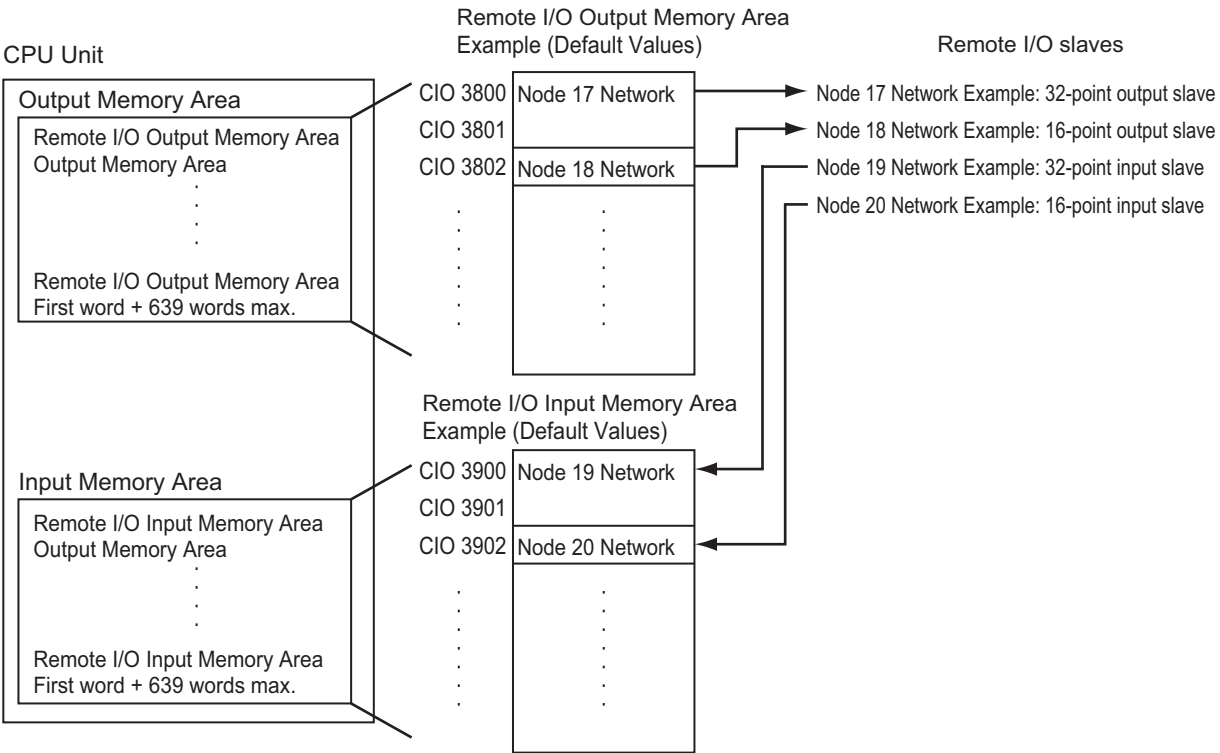 Remote I/O Output Memory Area
Example (Default Values)
Remote I/O slaves
CPU Unit
Output Memory Area
Remote I/O Output Memory Area
Output Memory Area
Remote I/O Output Memory Area
First word + 639 words max.
CIO 3800
Node 17 Network
CIO 3801
CIO 3802
Node 18 Network
Node 17 Network Example: 32-point output slave
Node 18 Network Example: 16-point output slave
Node 19 Network Example: 32-point input slave
Node 20 Network Example: 16-point input slave
Remote I/O Input Memory Area
Example (Default Values)
Input Memory Area
Remote I/O Input Memory Area
Output Memory Area
Remote I/O Input Memory Area
First word + 639 words max.
CIO 3900
Node 19 Network
CIO 3901
CIO 3902
Node 20 Network